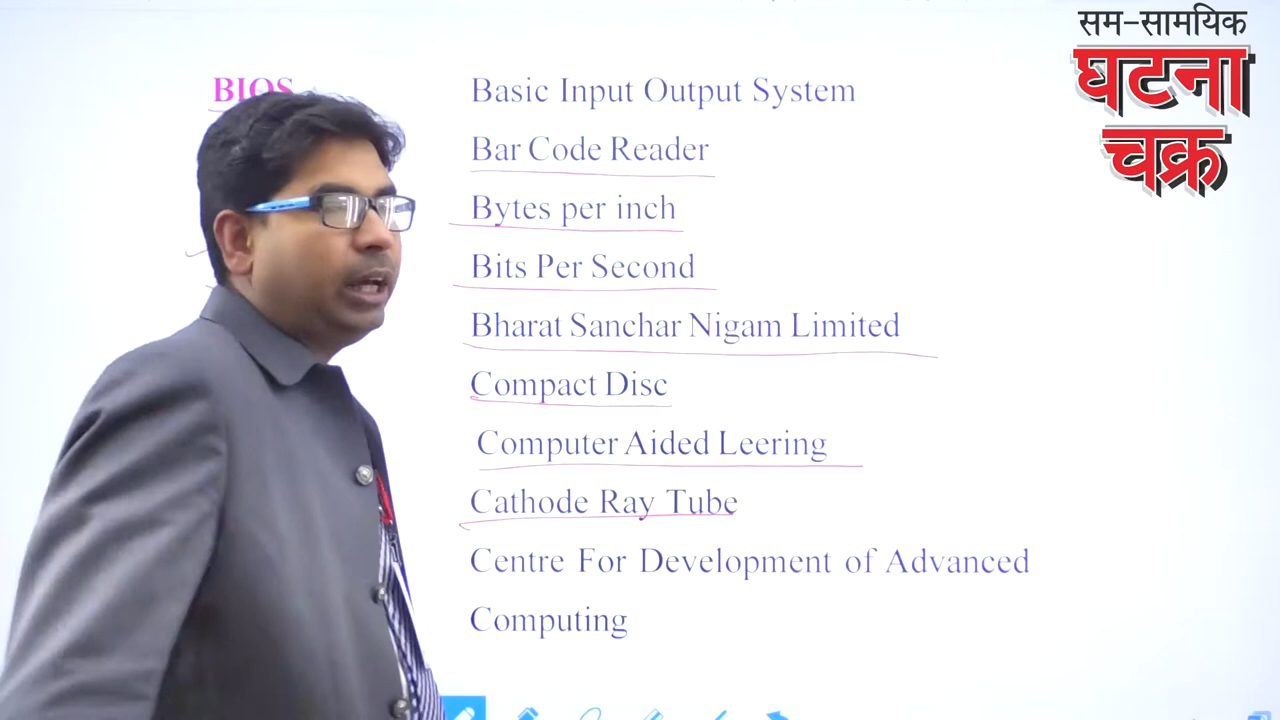 सम-सामयिक
घटना
चक्र
BIOS Basic Input Output System
Bar Code Reader
Bytes per inch
Bits Per Second
Bharat Sanchar Nigam Limited
Compact Disc
Computer Aided Leering
Cathode Ray Tube
Centre For Development of Advanced
Computing